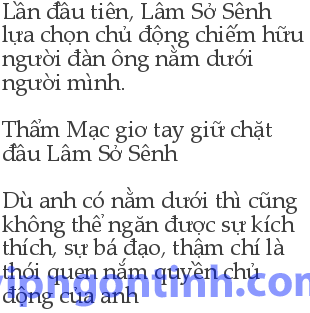 Lần đầu tiên, Lâm Sở Sênh
lựa chọn chủ động chiếm hữu
người đàn ông nằm dưới
người mình.
Thẩm Mạc giơ tay giữ chặt
đầu Lâm Sở Sênh
Dù anh có nằm dưới thì cũng
không thể ngăn được sự kích
thích, sự bá đạo, thậm chí là
thói quen nắm quyền chủ
động của anh